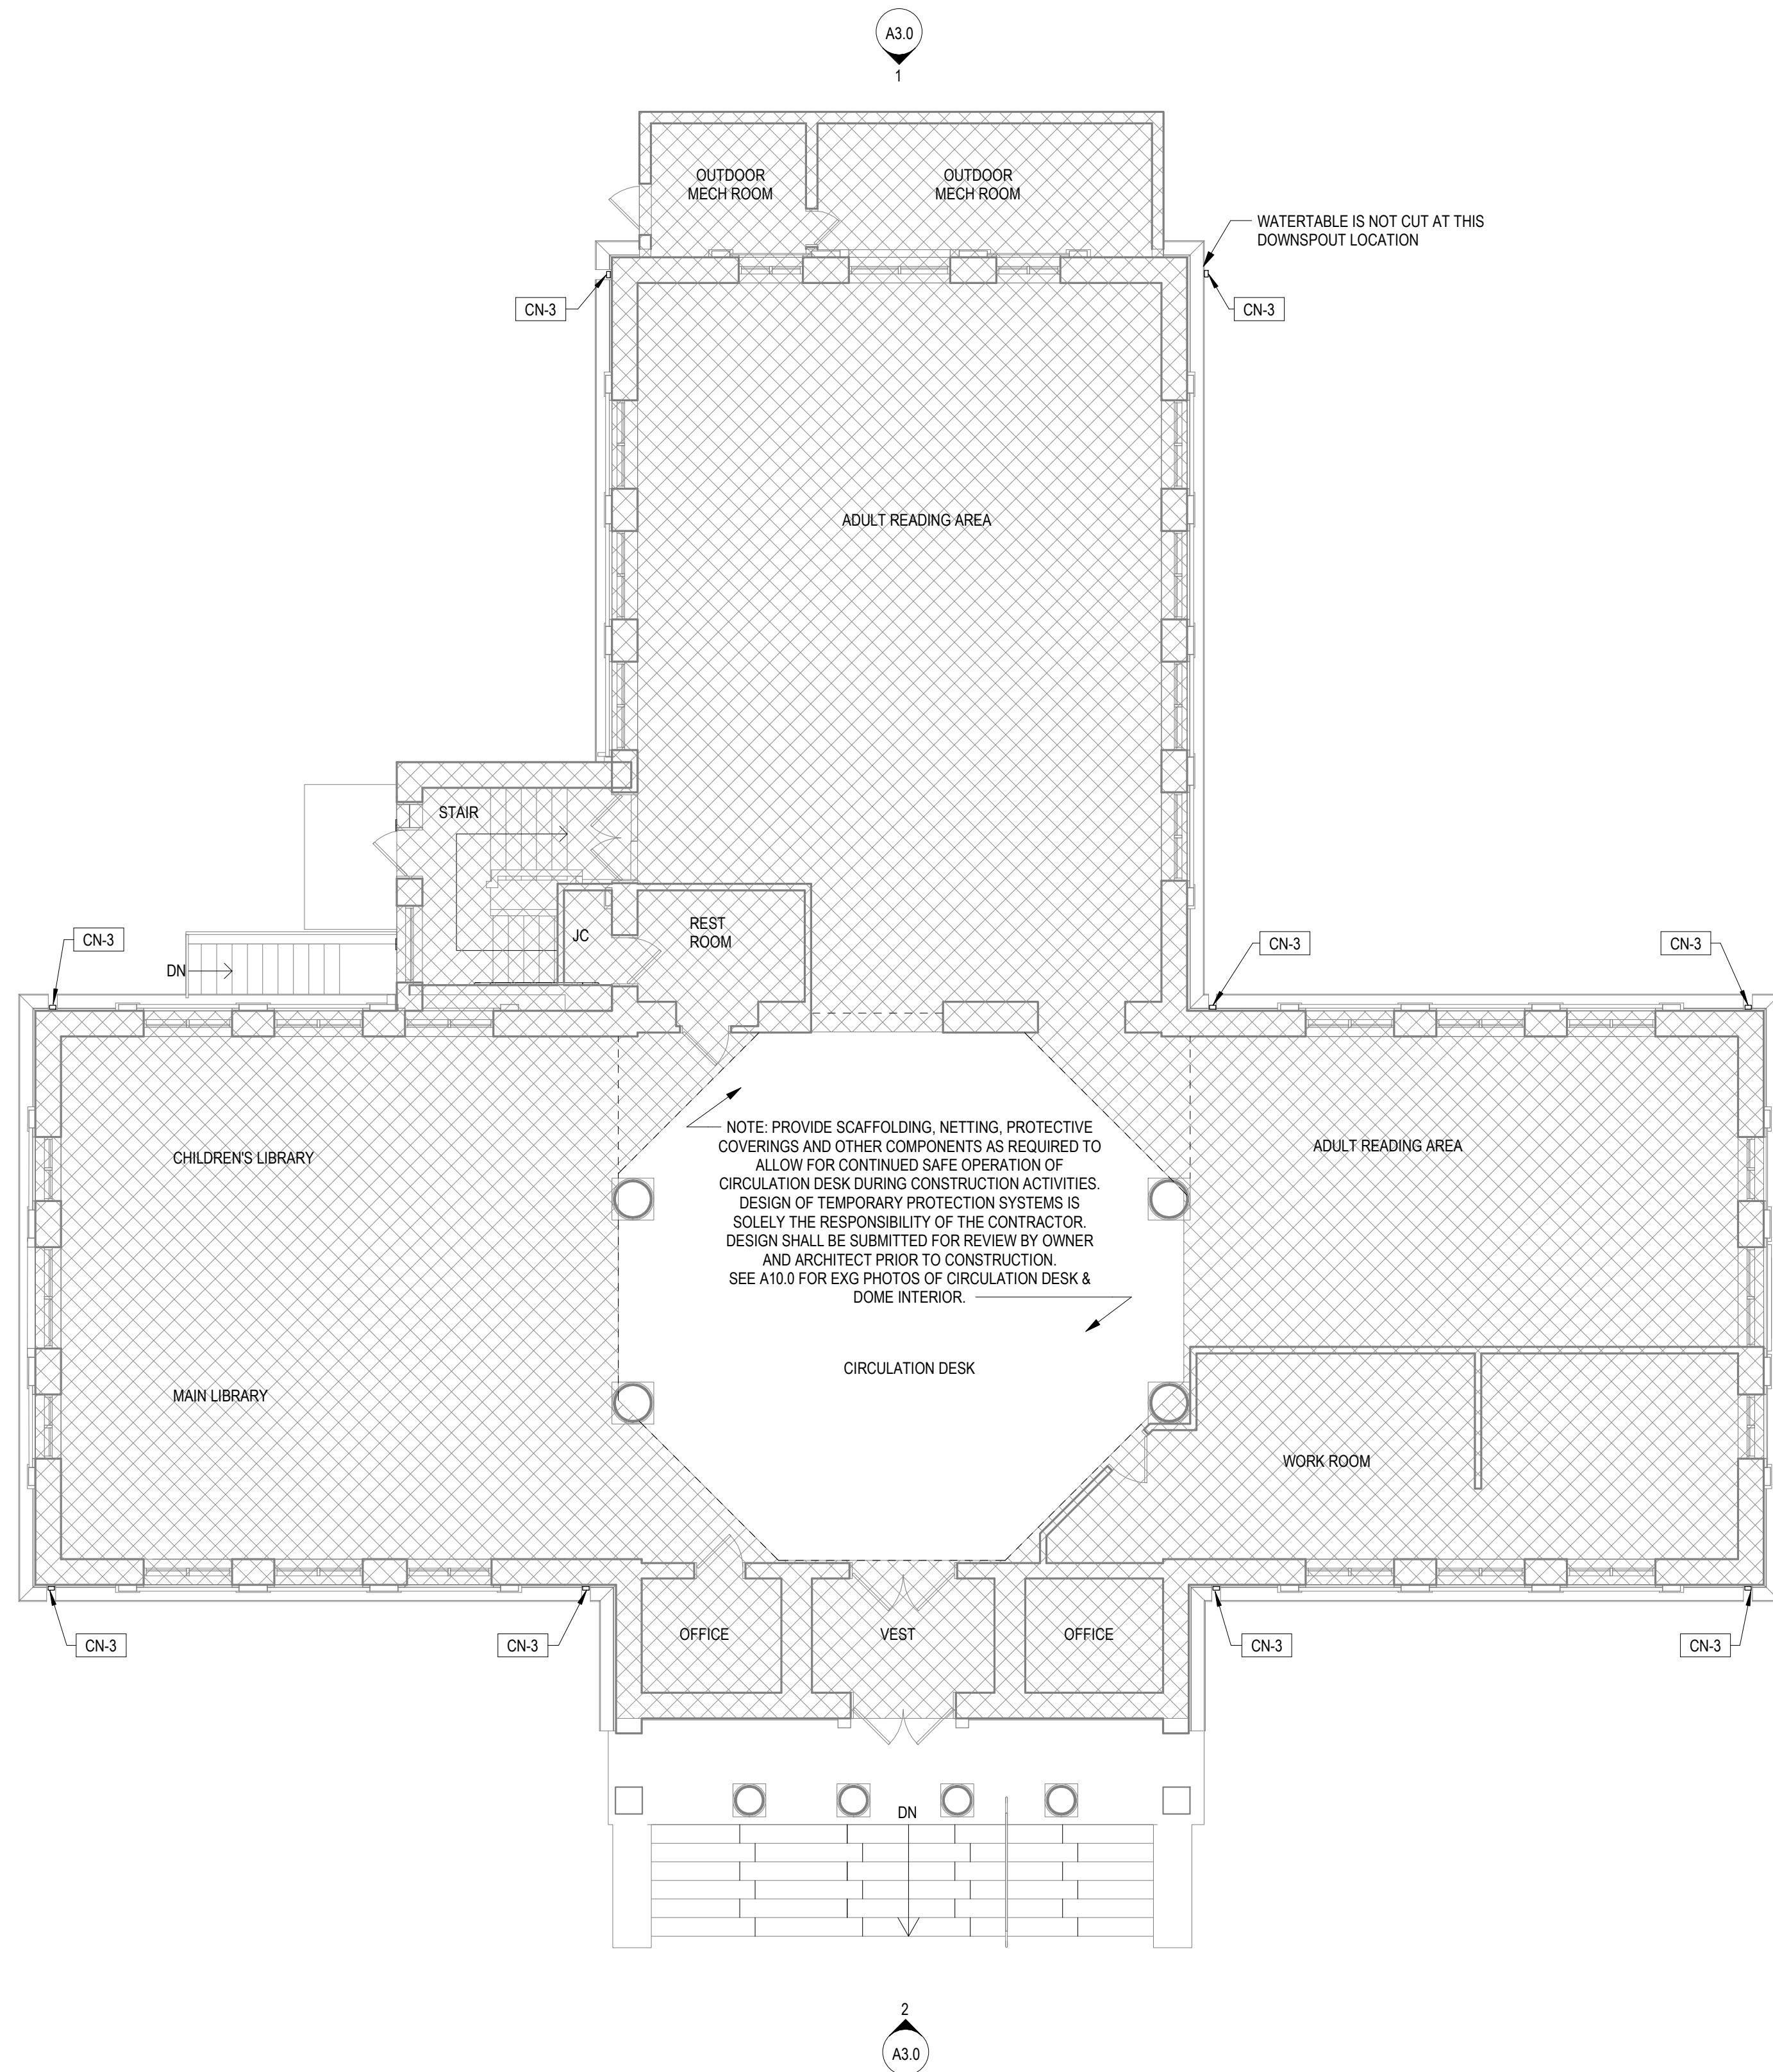 A3.0
1
OUTDOOR
MECH ROOM
OUTDOOR
MECH ROOM
WATERTABLE IS NOT CUT AT THIS
DOWNSPOUT LOCATION
CN-3
CN-3
ADULT READING AREA
STAIR
REST
ROOM
JC
CN-3
DN
CN-3
CN-3
NOTE: PROVIDE SCAFFOLDING, NETTING, PROTECTIVE
COVERINGS AND OTHER COMPONENTS AS REQUIRED TO
ALLOW FOR CONTINUED SAFE OPERATION OF
CIRCULATION DESK DURING CONSTRUCTION ACTIVITIES.
DESIGN OF TEMPORARY PROTECTION SYSTEMS IS
SOLELY THE RESPONSIBILITY OF THE CONTRACTOR.
DESIGN SHALL BE SUBMITTED FOR REVIEW BY OWNER
AND ARCHITECT PRIOR TO CONSTRUCTION.
SEE A10.0 FOR EXG PHOTOS OF CIRCULATION DESK &
DOME INTERIOR.
CHILDREN'S LIBRARY
ADULT READING AREA
CIRCULATION DESK
MAIN LIBRARY
WORK ROOM
OFFICE
VEST
OFFICE
CN-3
CN-3
CN-3
CN-3
DN
2
A3.0